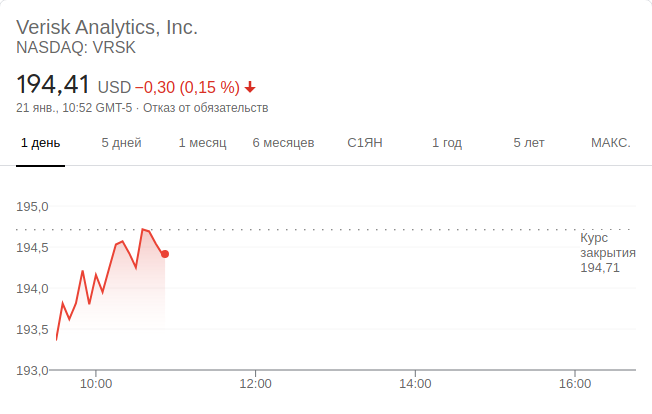 Verisk Analytics, Inc.
NASDAQ: VRSK
194,41 USD −0,30 (0,15 %)
21 янв., 10:52 GMT-5 · Отказ от обязательств
1 день 5 дней 1 месяц 6 месяцев С1ЯН 1 год 5 лет МАКС.
195,0
Курс
закрытия
194,71
194,5
194,0
193,5
193,0
10:00 12:00 14:00 16:00